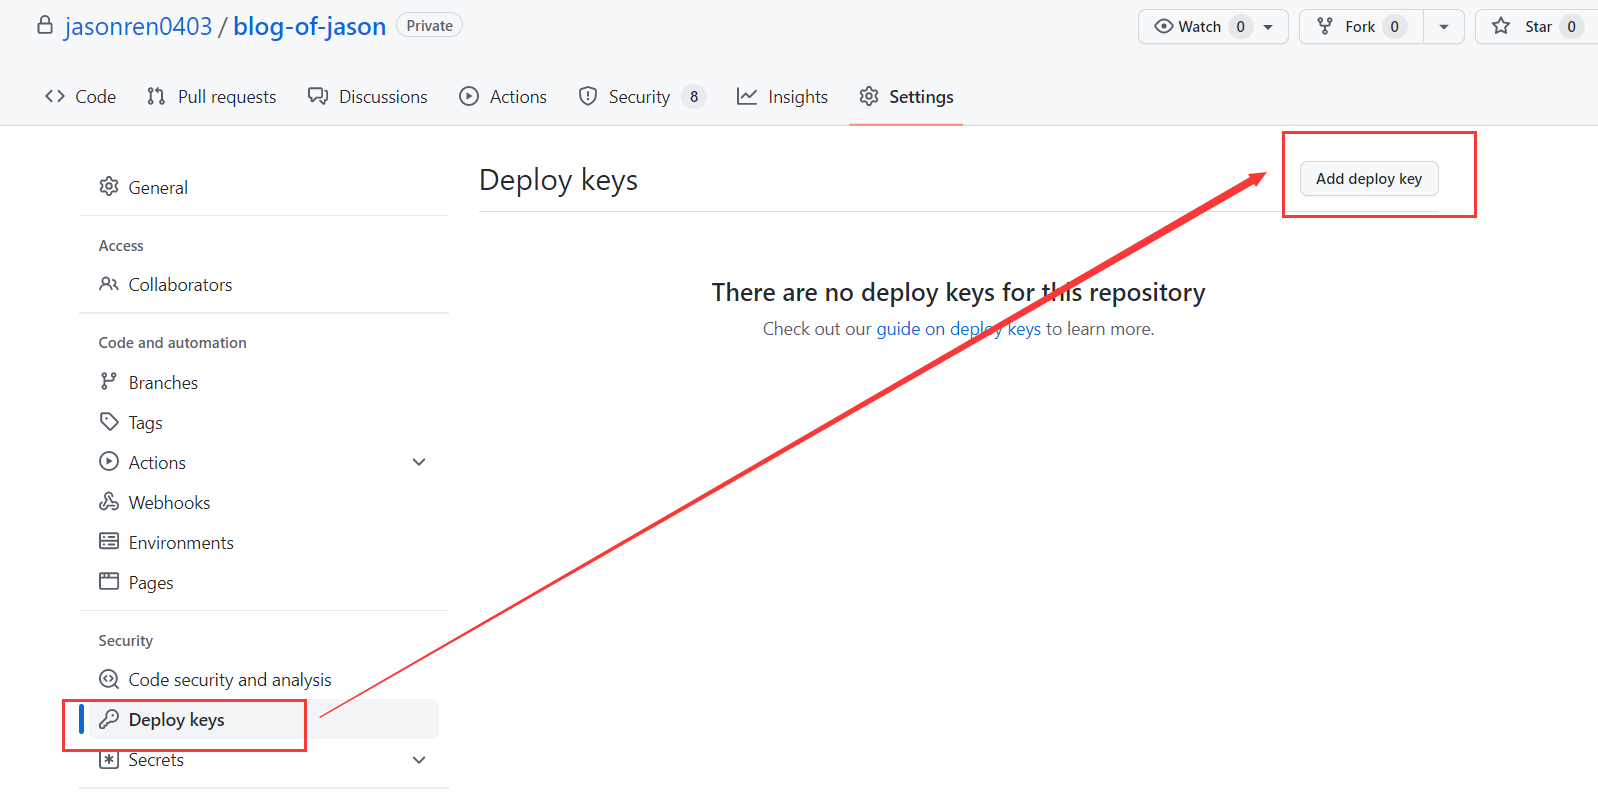 jasonren0403 / blog-of-jason Private Watch 0 Fork 0 Star 0
Code Pull requests Discussions Actions Security 8 Insights Settings
General
Access
Collaborators
Code and automation
Branches
Tags
Actions
Webhooks
Environments
Pages
Security
Code security and analysis
Deploy keys
Secrets
Deploy keys Add deploy key
There are no deploy keys for this repository
Check out our guide on deploy keys to learn more.